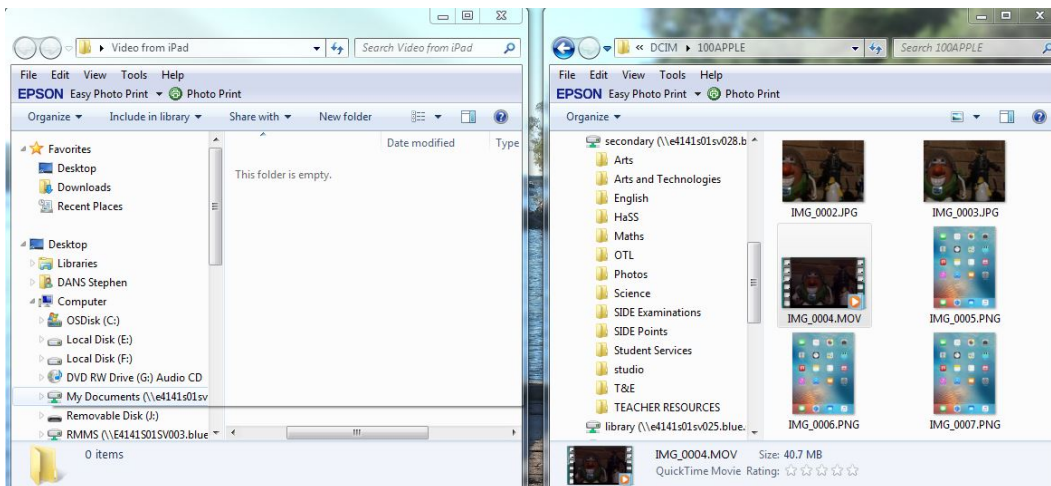 Video from iPad
Search Video from iPad
File Edit View Tools Help
EPSON Easy Photo Print Photo Print
Organize Include in library Share with New folder
Favorites
Desktop
Downloads
Recent Places
Desktop
Libraries
DANS Stephen
Computer
OSDisk (C:)
Local Disk (E:)
Local Disk (F:)
DVD RW Drive (G:) Audio CD
My Documents (\\e4141s01sv
Removable Disk (J:)
RMMS (\\E4141S01SV003.blue
Date modified Type
This folder is empty.
0 items
« DCIM 100APPLE
Search 100APPLE
File Edit View Tools Help
EPSON Easy Photo Print Photo Print
Organize
secondary (\\e4141s01sv028.b
Arts
Arts and Technologies
English
HaSS
Maths
OTL
Photos
Science
SIDE Examinations
SIDE Points
Student Services
studio
T&E
TEACHER RESOURCES
library (\\e4141s01sv025.blue.
IMG_0002.JPG IMG_0003.JPG
IMG_0004.MOV IMG_0005.PNG
IMG_0006.PNG IMG_0007.PNG
IMG_0004.MOV Size: 40.7 MB
QuickTime Movie Rating: